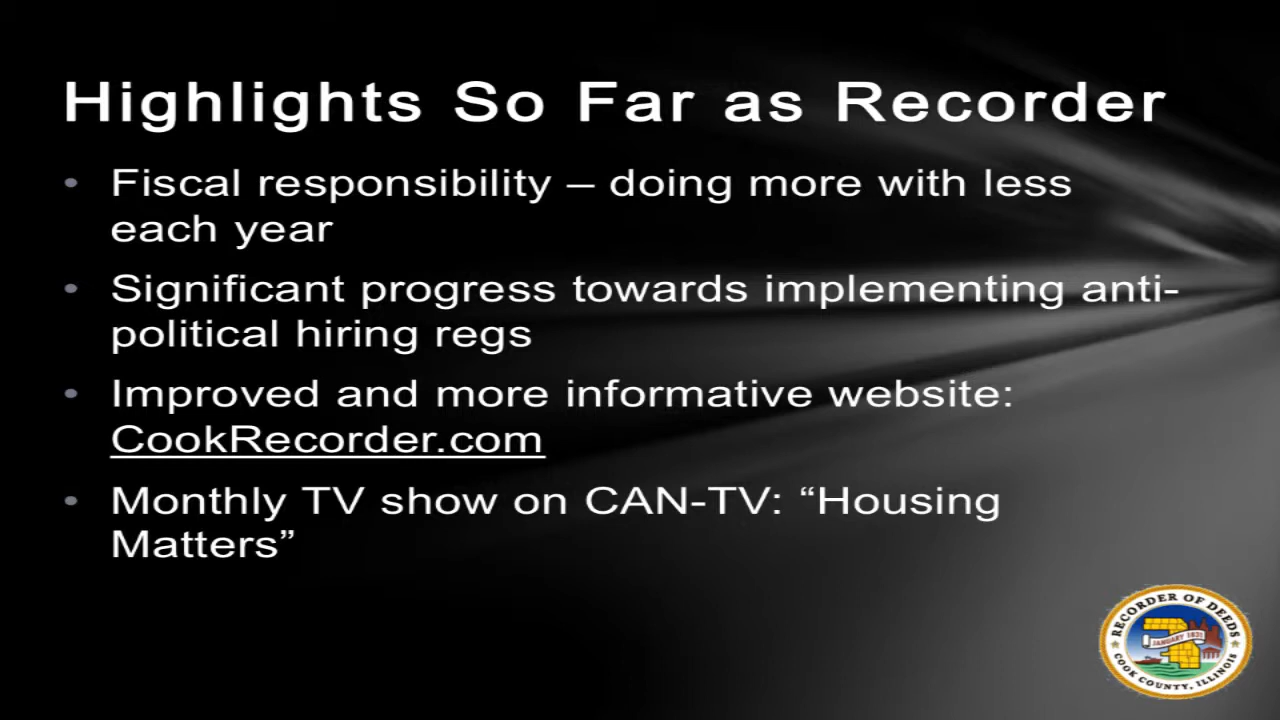 Highlights So Far as Recorder
• Fiscal responsibility – doing more with less
each year
• Significant progress towards implementing anti-
political hiring regs
• Improved and more informative website:
CookRecorder.com
• Monthly TV show on CAN-TV: “Housing
Matters”
RECORDER OF DEEDS
JANUARY 1831
COOK COUNTY, ILLINOIS